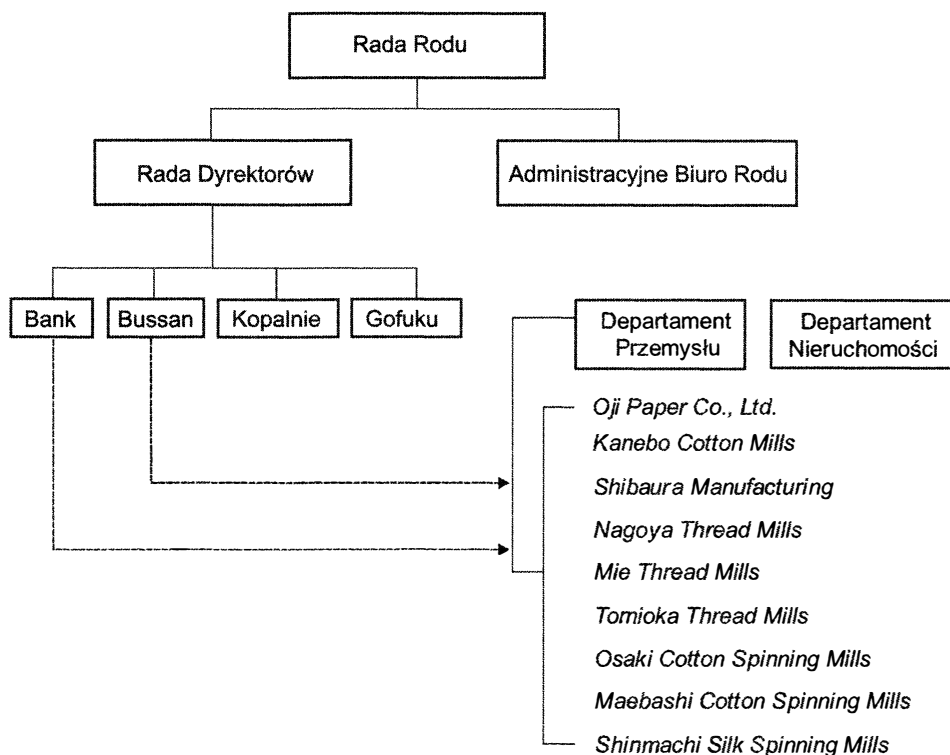 Rada Rodu
Rada Dyrektorów
Administracyjne Biuro Rodu
Bank
Bussan
Kopalnie
Gofuku
Departament
Przemysłu
Departament
Nieruchomości
Oji Paper Co., Ltd.
Kanebo Cotton Mills
Shibaura Manufacturing
Nagoya Thread Mills
Mie Thread Mills
Tomioka Thread Mills
Osaki Cotton Spinning Mills
Maebashi Cotton Spinning Mills
Shinmachi Silk Spinning Mills